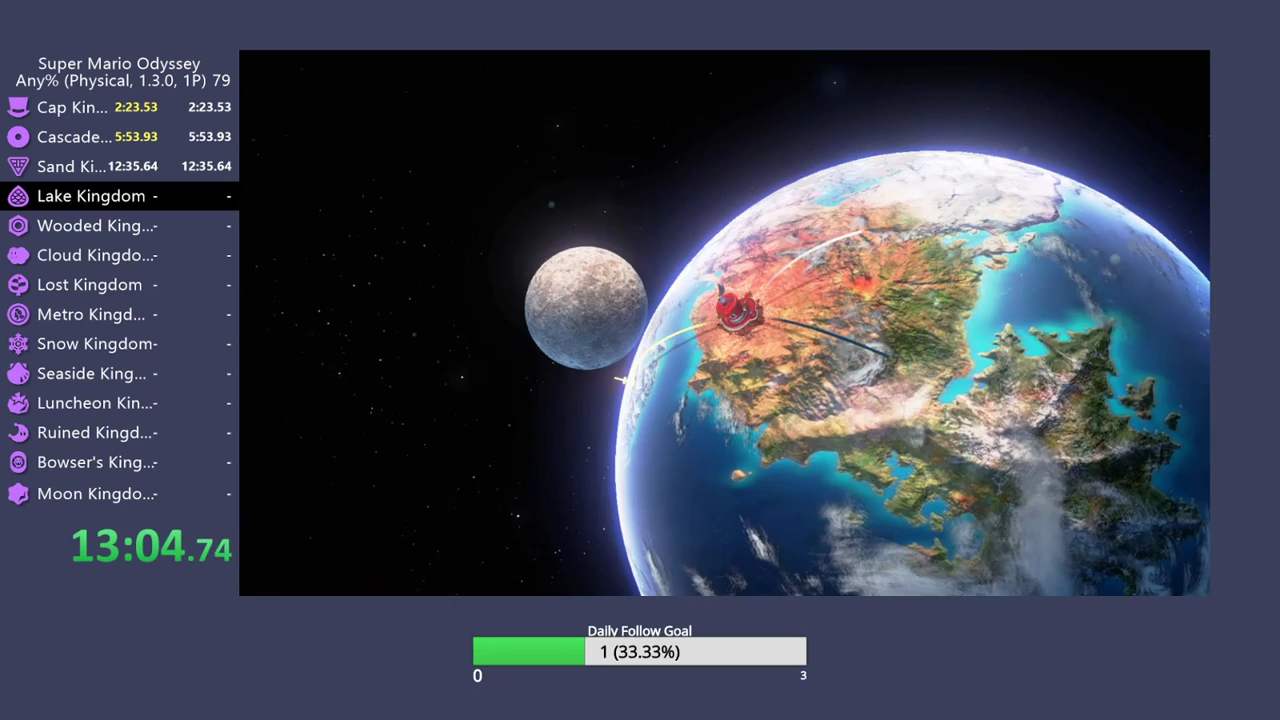 Super Mario Odyssey
Any% (Physical, 1.3.0, 1P) 79
Cap Kin... 2:23.53 2:23.53
Cascade... 5:53.93 5:53.93
Sand Ki... 12:35.64 12:35.64
Lake Kingdom - -
Wooded King... - -
Cloud Kingdo... - -
Lost Kingdom - -
Metro Kingd... - -
Snow Kingdom - -
Seaside King... - -
Luncheon Kin... - -
Ruined Kingd... - -
Bowser's King... - -
Moon Kingdo... - -
13:04.74
Daily Follow Goal
1 (33.33%)
0 3